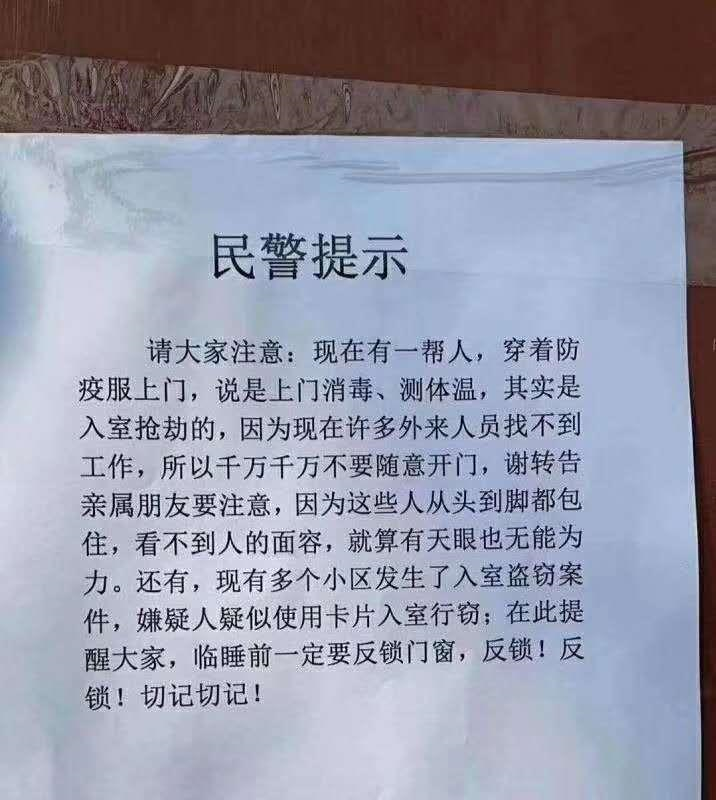 民警提示
请大家注意：现在有一帮人，穿着防
疫服上门，说是上门消毒、测体温，其实是
入室抢劫的，因为现在许多外来人员找不到
工作，所以千万千万不要随意开门，谢转告
亲属朋友要注意，因为这些人从头到脚都包
住，看不到人的面容，就算有天眼也无能为
力。还有，现有多个小区发生了入室盗窃案
件，嫌疑人疑似使用卡片入室行窃；在此提
醒大家，临睡前一定要反锁门窗，反锁！反
锁！切记切记！